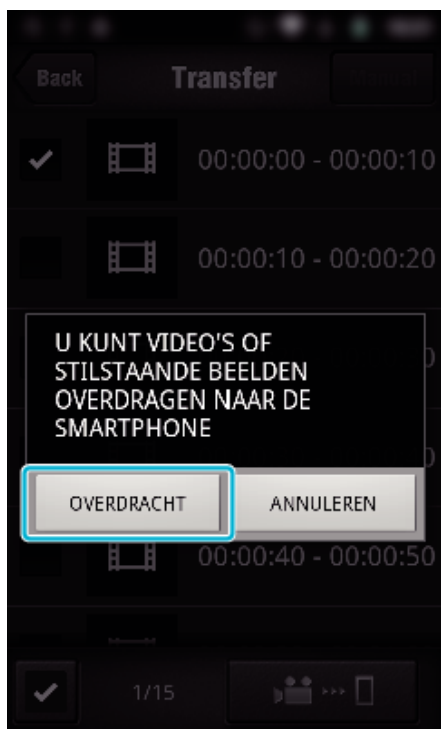 Back
Transfer
Manual
00:00:00 - 00:00:10
00:00:10 - 00:00:20
U KUNT VIDEO'S OF
STILSTAANDE BEELDEN
OVERDRAGEN NAAR DE
SMARTPHONE
OVERDRACHT
ANNULEREN
00:00:40 - 00:00:50
1/15